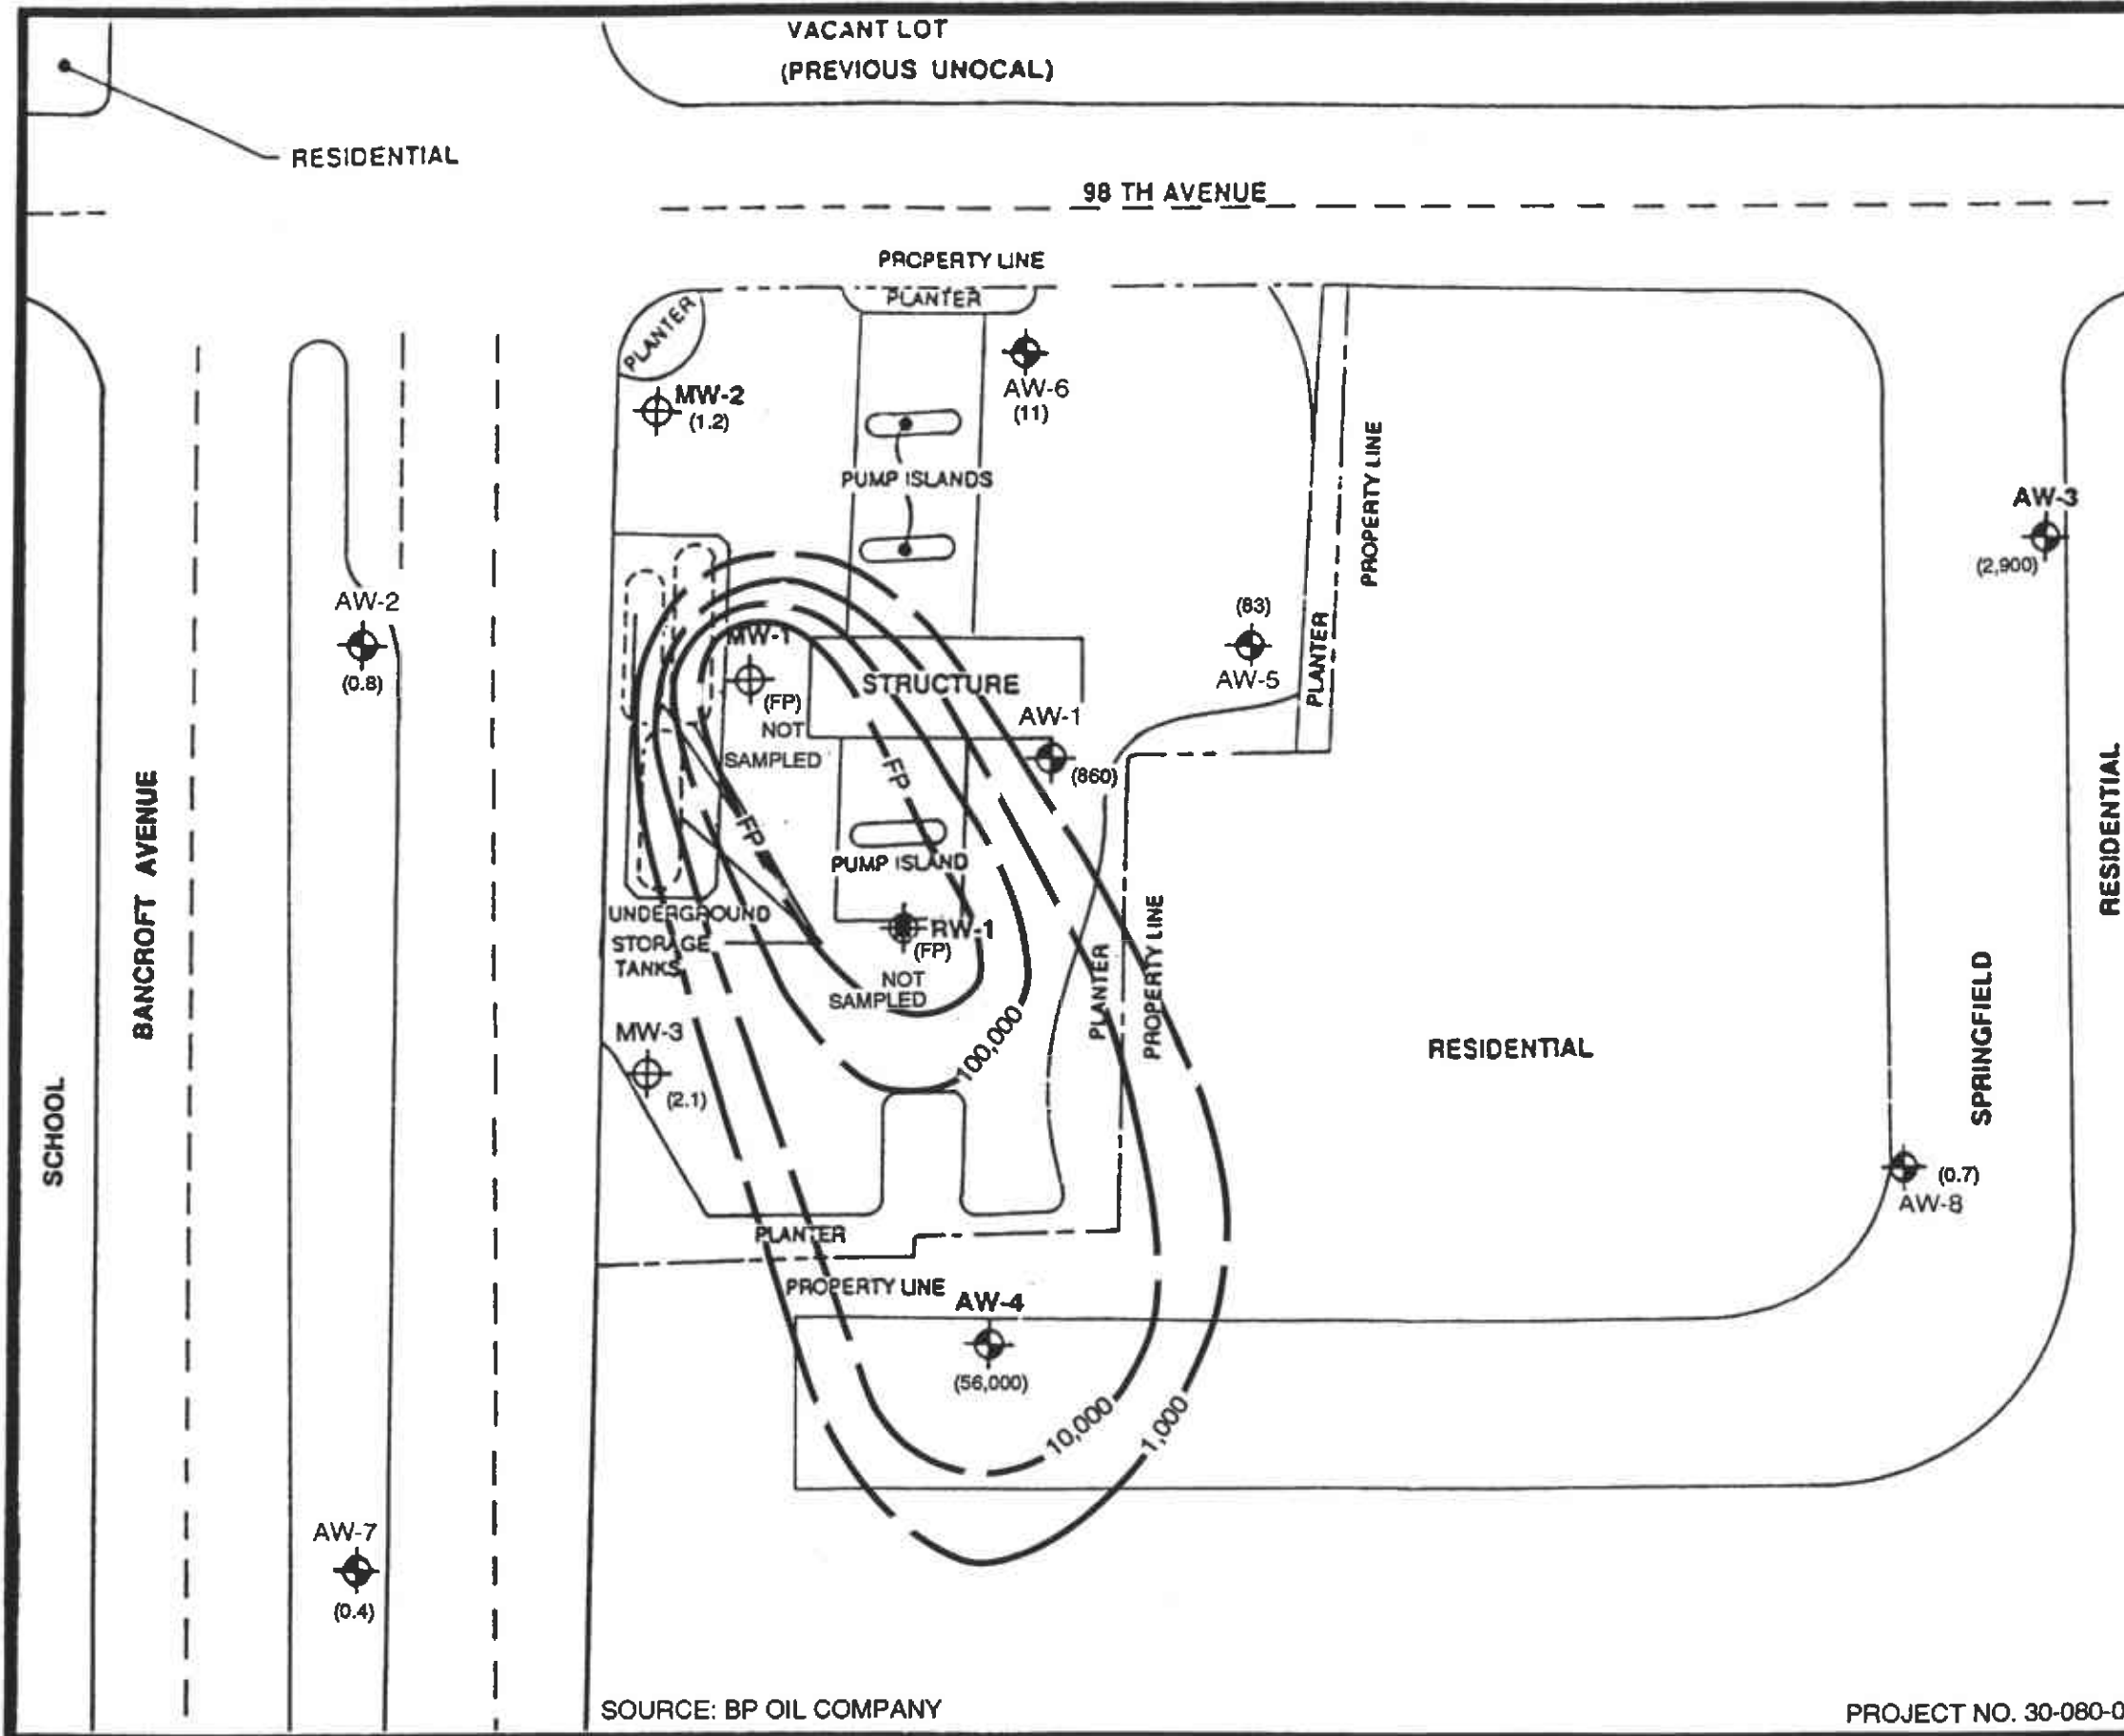 VACANT LOT
(PREVIOUS UNOCAL)
RESIDENTIAL
98 TH AVENUE
PROPERTY LINE
PLANTER
PLANTER
MW-2
(1.2)
AW-6
(11)
PUMP ISLANDS
PROPERTY LINE
AW-3
(2,900)
AW-2
(0.8)
(83)
AW-5
PLANTER
MW-1
(FP)
NOT
SAMPLED
STRUCTURE
AW-1
(860)
FP
FP
PUMP ISLAND
BANCROFT AVENUE
RESIDENTIAL
UNDERGROUND
STORAGE
TANKS
RW-1
(FP)
NOT
SAMPLED
PLANTER
PROPERTY LINE
100,000
MW-3
(2.1)
RESIDENTIAL
SPRINGFIELD
SCHOOL
(0.7)
AW-8
PLANTER
PROPERTY LINE
AW-4
(56,000)
10,000
1,000
AW-7
(0.4)
SOURCE: BP OIL COMPANY
PROJECT NO. 30-080-0